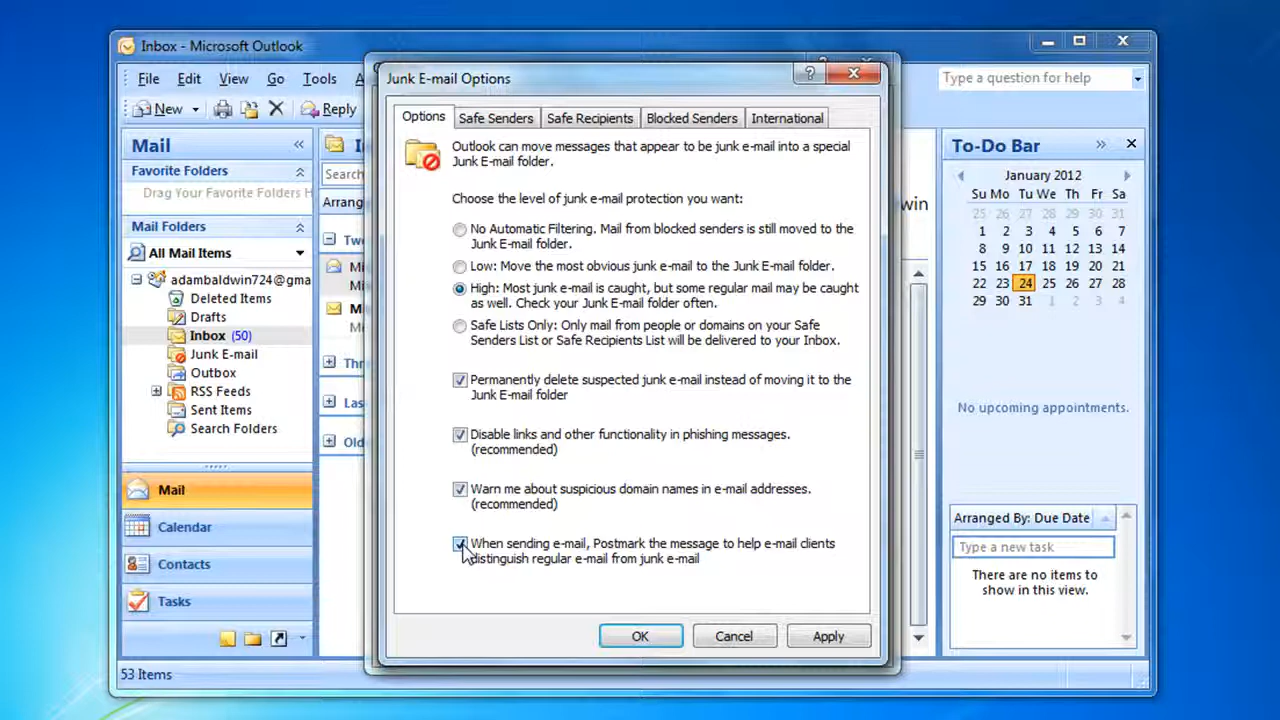 Inbox - Microsoft Outlook
File Edit View Go Tools A
Type a question for help
New Reply
Mail
Favorite Folders
Drag Your Favorite Folders H
Mail Folders
All Mail Items
adambaldwin724@gma
Deleted Items
Drafts
Inbox (50)
Junk E-mail
Outbox
RSS Feeds
Sent Items
Search Folders
Mail
Calendar
Contacts
Tasks
53 Items
Search
Arrang
Tw
Mi
Mi
M
Mi
Thr
Las
Old
win
Junk E-mail Options
Options Safe Senders Safe Recipients Blocked Senders International
Outlook can move messages that appear to be junk e-mail into a special
Junk E-mail folder.
Choose the level of junk e-mail protection you want:
No Automatic Filtering. Mail from blocked senders is still moved to the
Junk E-mail folder.
Low: Move the most obvious junk e-mail to the Junk E-mail folder.
High: Most junk e-mail is caught, but some regular mail may be caught
as well. Check your Junk E-mail folder often.
Safe Lists Only: Only mail from people or domains on your Safe
Senders List or Safe Recipients List will be delivered to your Inbox.
Permanently delete suspected junk e-mail instead of moving it to the
Junk E-mail folder
Disable links and other functionality in phishing messages.
(recommended)
Warn me about suspicious domain names in e-mail addresses.
(recommended)
When sending e-mail, Postmark the message to help e-mail clients
distinguish regular e-mail from junk e-mail
OK Cancel Apply
To-Do Bar
January 2012
Su Mo Tu We Th Fr Sa
25 26 27 28 29 30 31
1 2 3 4 5 6 7
8 9 10 11 12 13 14
15 16 17 18 19 20 21
22 23 24 25 26 27 28
29 30 31 1 2 3 4
No upcoming appointments.
Arranged By: Due Date
Type a new task
There are no items to
show in this view.